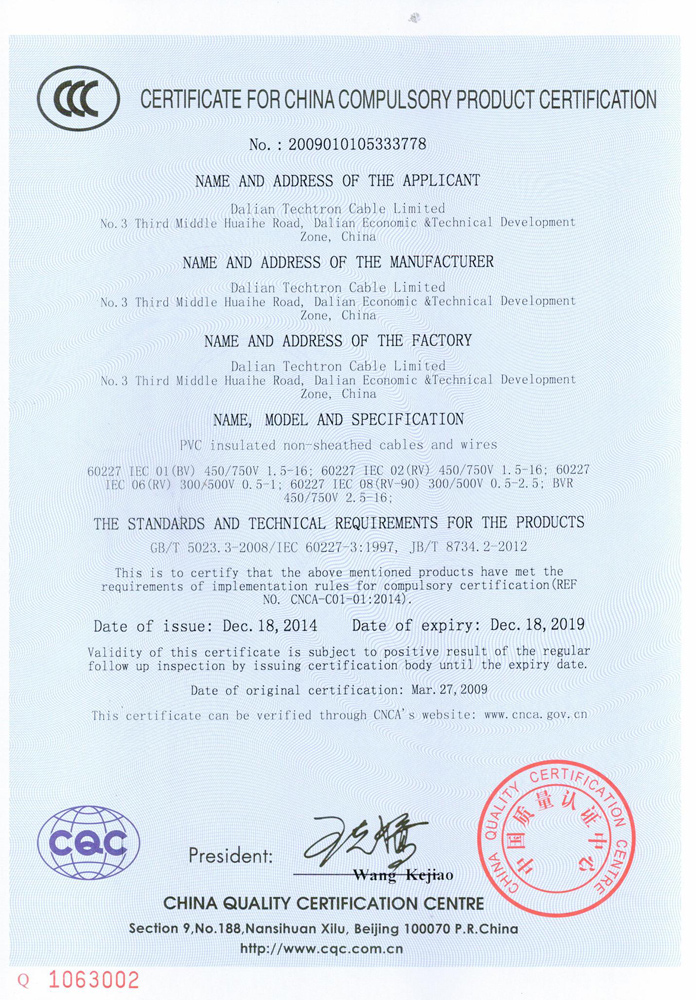 CCC
CERTIFICATE FOR CHINA COMPULSORY PRODUCT CERTIFICATION
No. : 2009010105333778
NAME AND ADDRESS OF THE APPLICANT
Dalian Techtron Cable Limited
No. 3 Third Middle Huaihe Road, Dalian Economic &Technical Development
Zone, China
NAME AND ADDRESS OF THE MANUFACTURER
Dalian Techtron Cable Limited
No. 3 Third Middle Huaihe Road, Dalian Economic &Technical Development
Zone, China
NAME AND ADDRESS OF THE FACTORY
Dalian Techtron Cable Limited
No. 3 Third Middle Huaihe Road, Dalian Economic &Technical Development
Zone, China
NAME, MODEL AND SPECIFICATION
PVC insulated non-sheathed cables and wires
60227 IEC 01(BV) 450/750V 1.5-16; 60227 IEC 02(RV) 450/750V 1.5-16; 60227
IEC 06(RV) 300/500V 0.5-1; 60227 IEC 08(RV-90) 300/500V 0.5-2.5; BVR
450/750V 2.5-16;
THE STANDARDS AND TECHNICAL REQUIREMENTS FOR THE PRODUCTS
GB/T 5023.3-2008/IEC 60227-3:1997, JB/T 8734.2-2012
This is to certify that the above mentioned products have met the
requirements of implementation rules for compulsory certification(REF
NO. CNCA-C01-01:2014).
Date of issue: Dec. 18, 2014 Date of expiry: Dec. 18, 2019
Validity of this certificate is subject to positive result of the regular
follow up inspection by issuing certification body until the expiry date.
Date of original certification: Mar. 27, 2009
This certificate can be verified through CNCA's website: www.cnca.gov.cn
CHINA QUALITY CERTIFICATION CENTRE
中国质量认证中心
CQC
President:
Wang Kejiao
CHINA QUALITY CERTIFICATION CENTRE
Section 9,No.188,Nansihuan Xilu, Beijing 100070 P.R.China
http://www.cqc.com.cn
Q 1063002